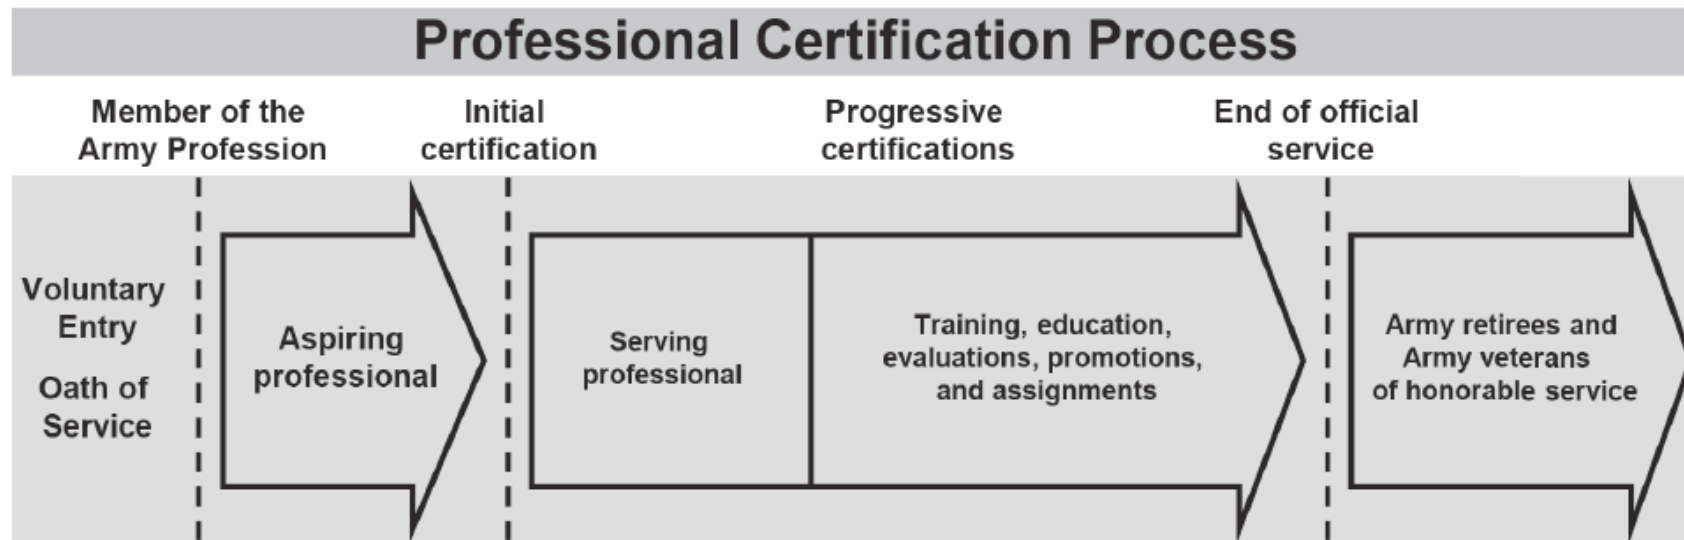 Professional Certification Process
Member of the
Army Profession
Initial
certification
Progressive
certifications
End of official
service
Voluntary
Entry
Oath of
Service
Aspiring
professional
Serving
professional
Training, education,
evaluations, promotions,
and assignments
Army retirees and
Army veterans
of honorable service